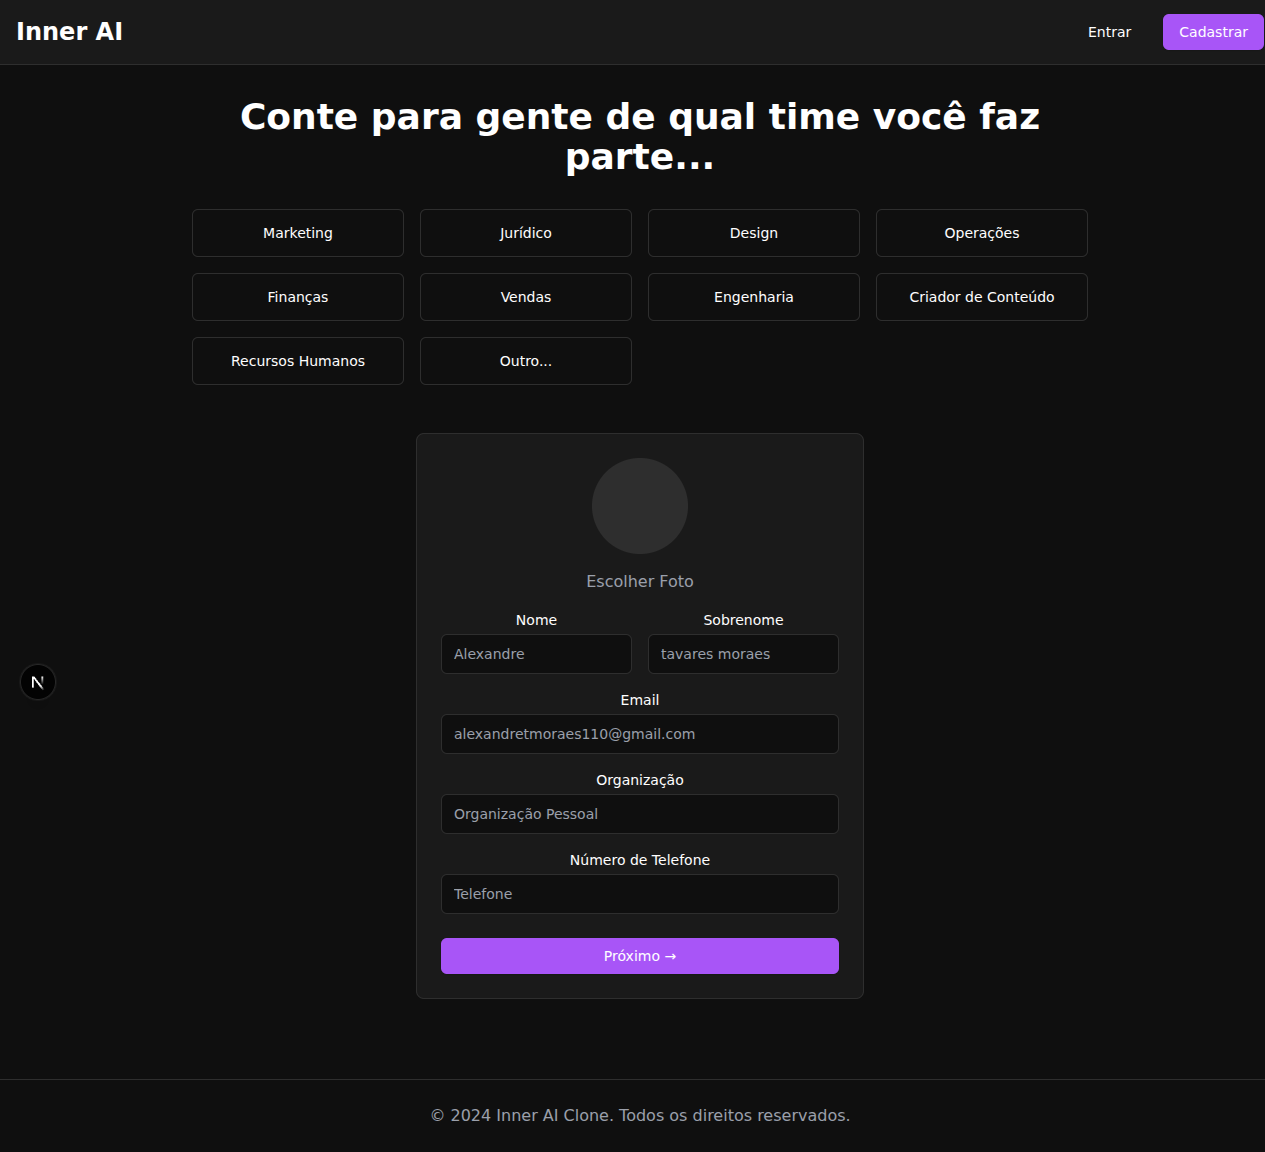 Inner AI
Entrar
Cadastrar
Conte para gente de qual time você faz
parte...
Marketing
Jurídico
Design
Operações
Finanças
Vendas
Engenharia
Criador de Conteúdo
Recursos Humanos
Outro...
Escolher Foto
Nome
Sobrenome
Alexandre
tavares moraes
Email
alexandretmoraes110@gmail.com
Organização
Organização Pessoal
Número de Telefone
Telefone
Próximo →
© 2024 Inner AI Clone. Todos os direitos reservados.